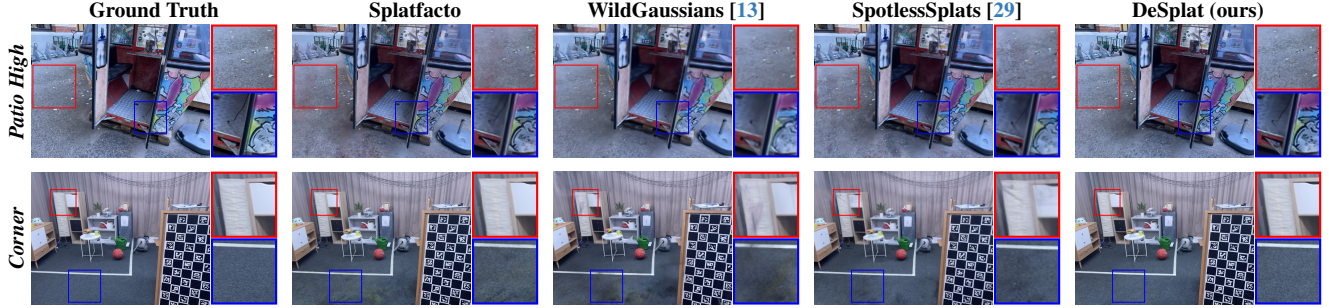 Ground Truth Splatfacto WildGaussians [13] SpotlessSplats [29] DeSplat (ours)
Patio High
Corner